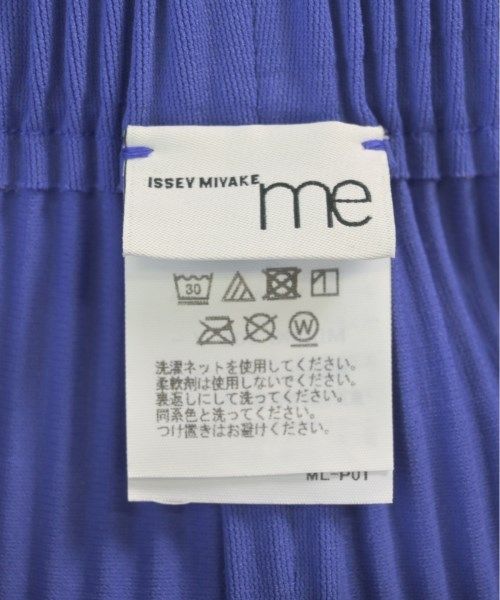 ISSEY MIYAKE me
30
W
洗濯ネットを使用してください。
柔軟剤は使用しないでください。
裏返しにして洗ってください。
同系色と洗ってください。
つけ置きはお避けください。
ML-P01